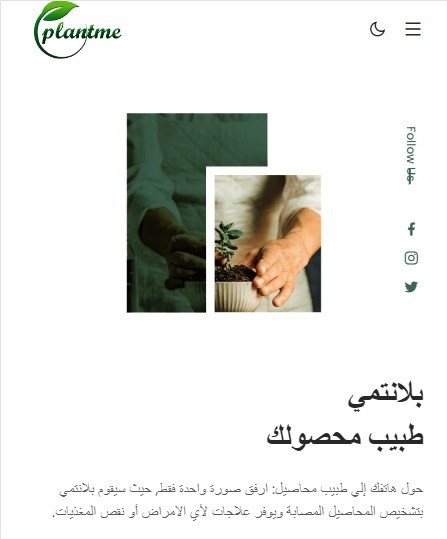 plantme
Follow Us
بلانتمي
طبيب محصولك
حول هاتفك إلي طبيب محاصيل: ارفق صورة واحدة فقط, حيث سيقوم بلانتمي
بتشخيص المحاصيل المصابة ويوفر علاجات لأي الامراض أو نقص المغذيات.